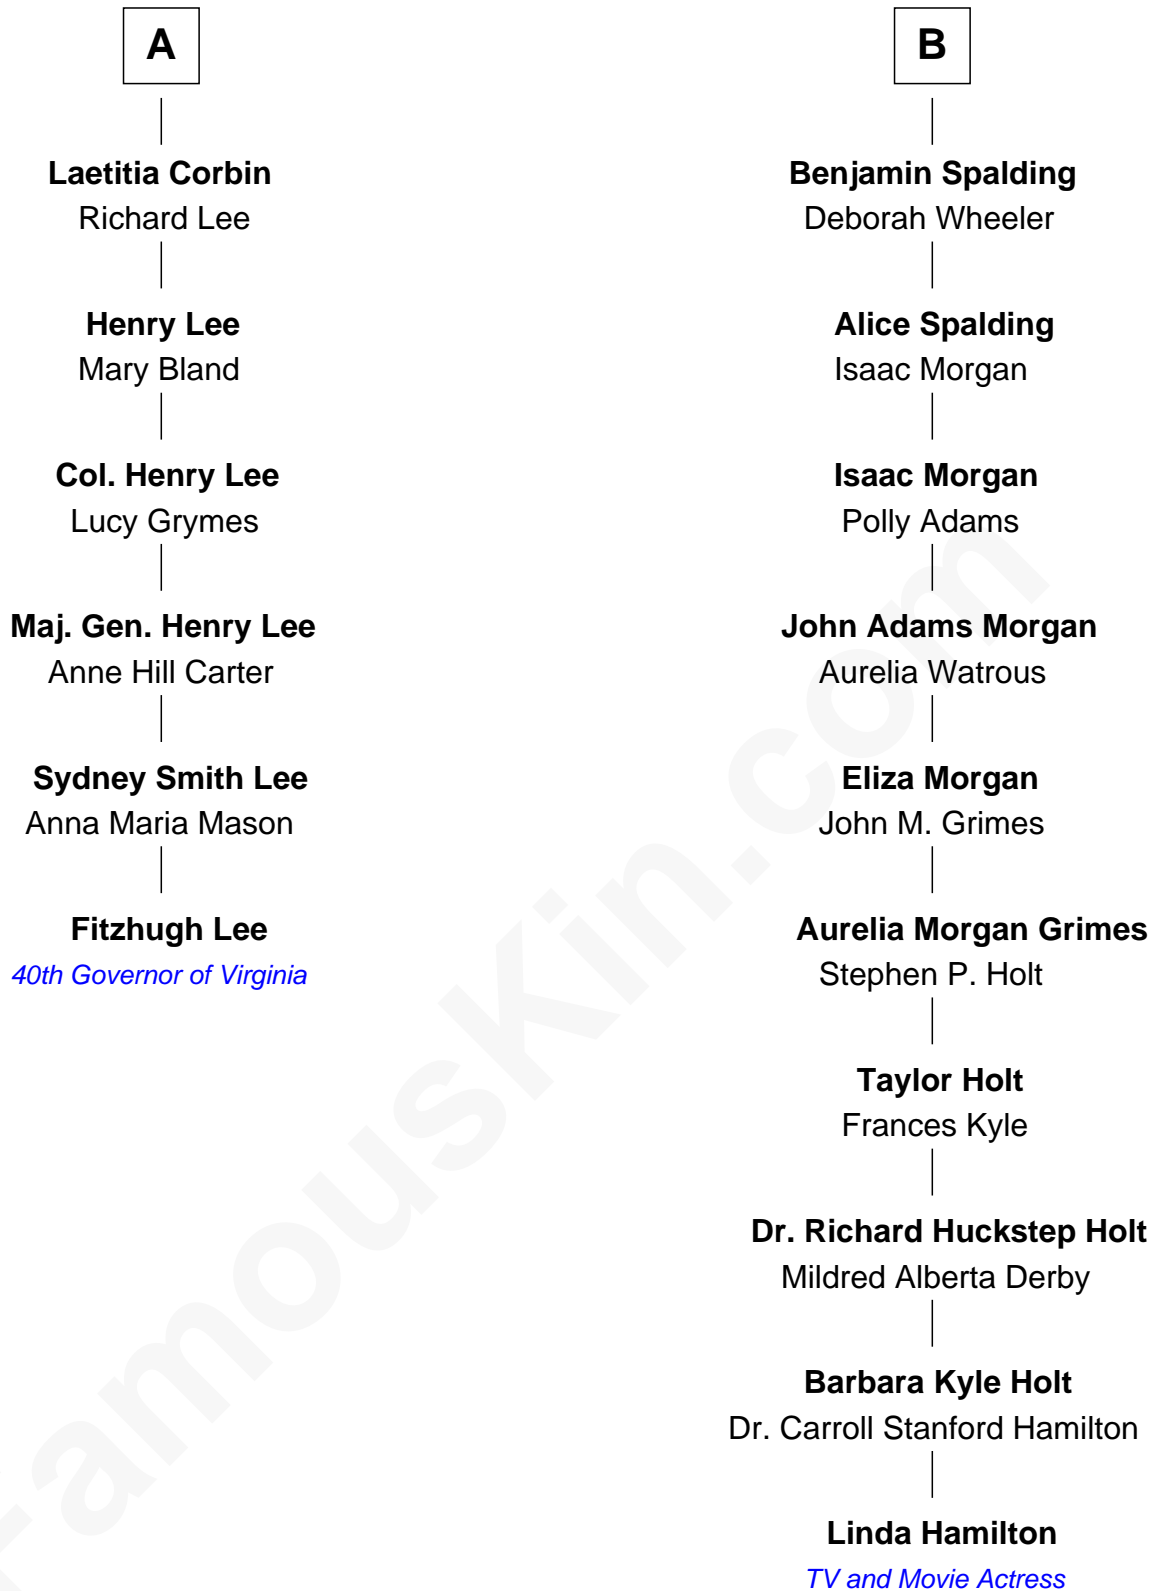 A
Laetitia Corbin
Richard Lee
Henry Lee
Mary Bland
Col. Henry Lee
Lucy Grymes
Maj. Gen. Henry Lee
Anne Hill Carter
Sydney Smith Lee
Anna Maria Mason
Fitzhugh Lee
40th Governor of Virginia
B
Benjamin Spalding
Deborah Wheeler
Alice Spalding
Isaac Morgan
Isaac Morgan
Polly Adams
John Adams Morgan
Aurelia Watrous
Eliza Morgan
John M. Grimes
Aurelia Morgan Grimes
Stephen P. Holt
Taylor Holt
Frances Kyle
Dr. Richard Huckstep Holt
Mildred Alberta Derby
Barbara Kyle Holt
Dr. Carroll Stanford Hamilton
Linda Hamilton
TV and Movie Actress
FamousKin.com